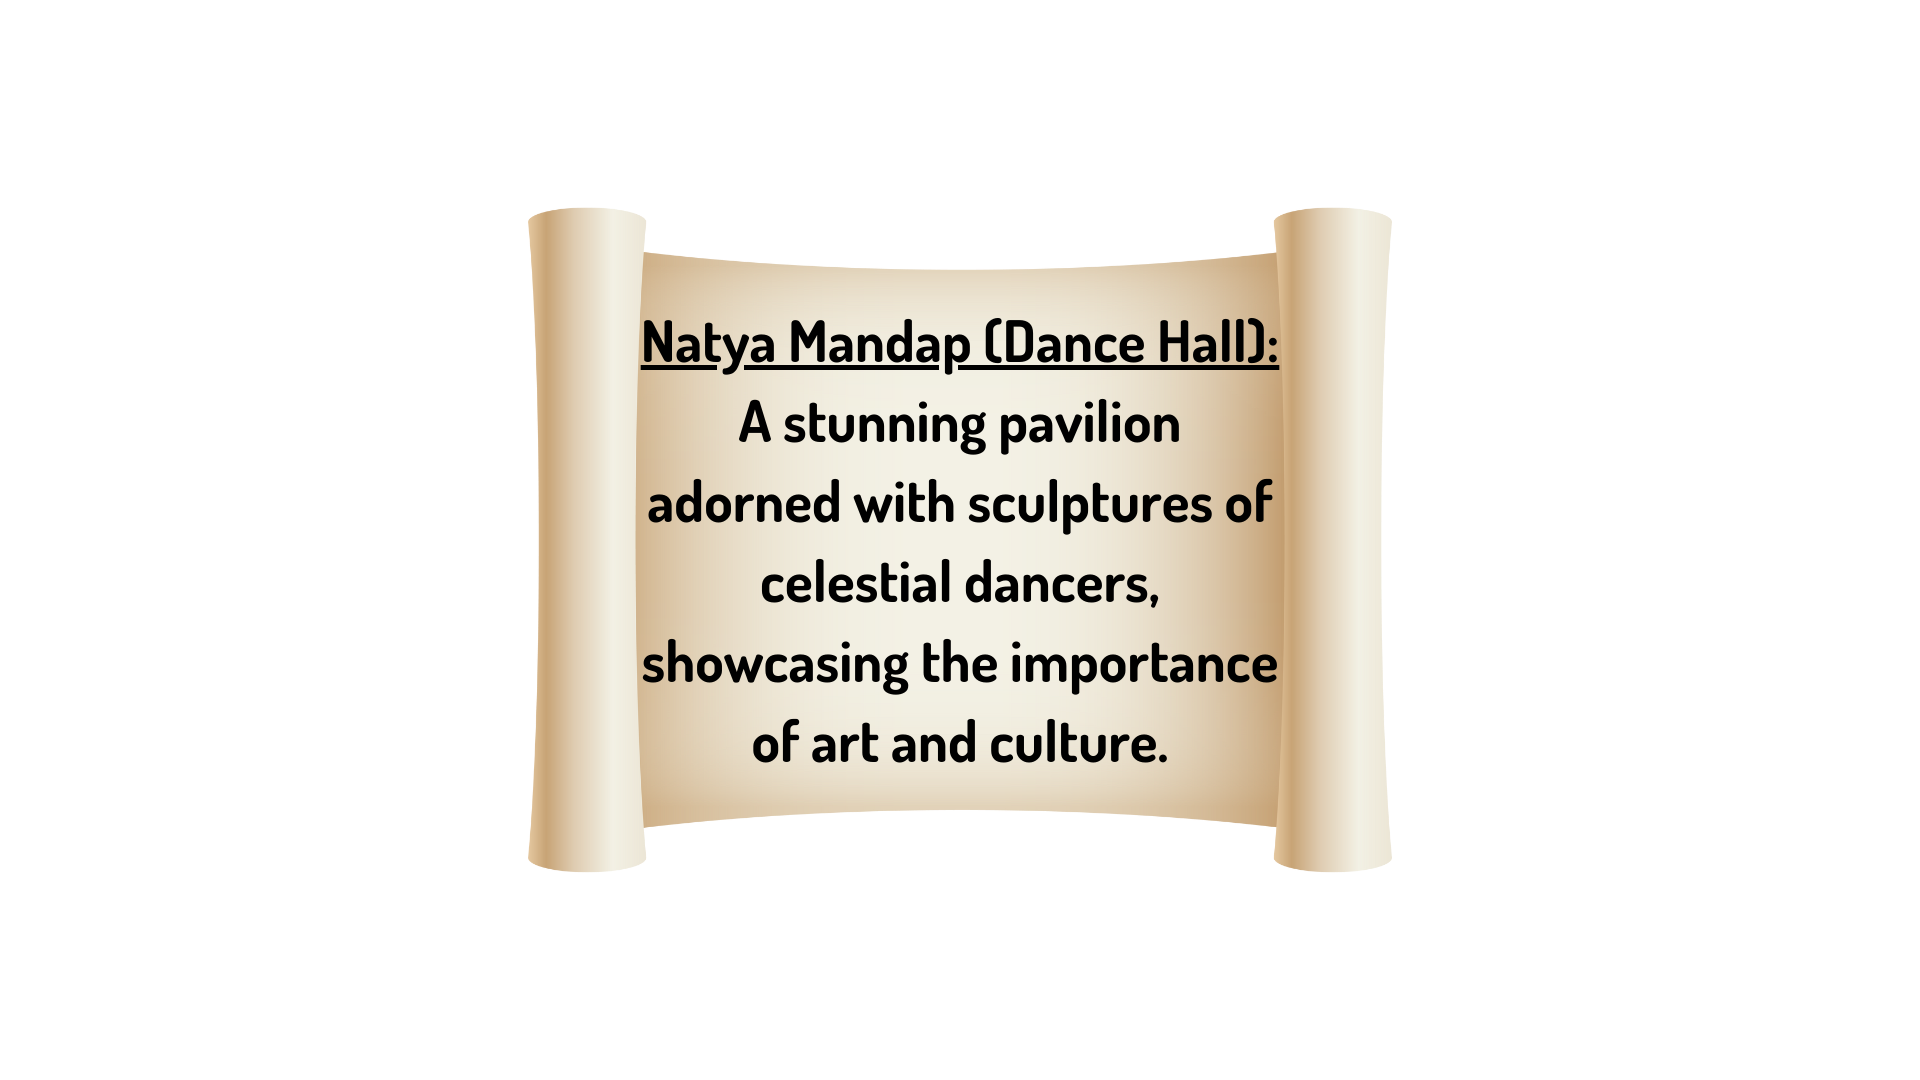 Natya Mandap (Dance Hall):
A stunning pavilion
adorned with sculptures of
celestial dancers,
showcasing the importance
of art and culture.